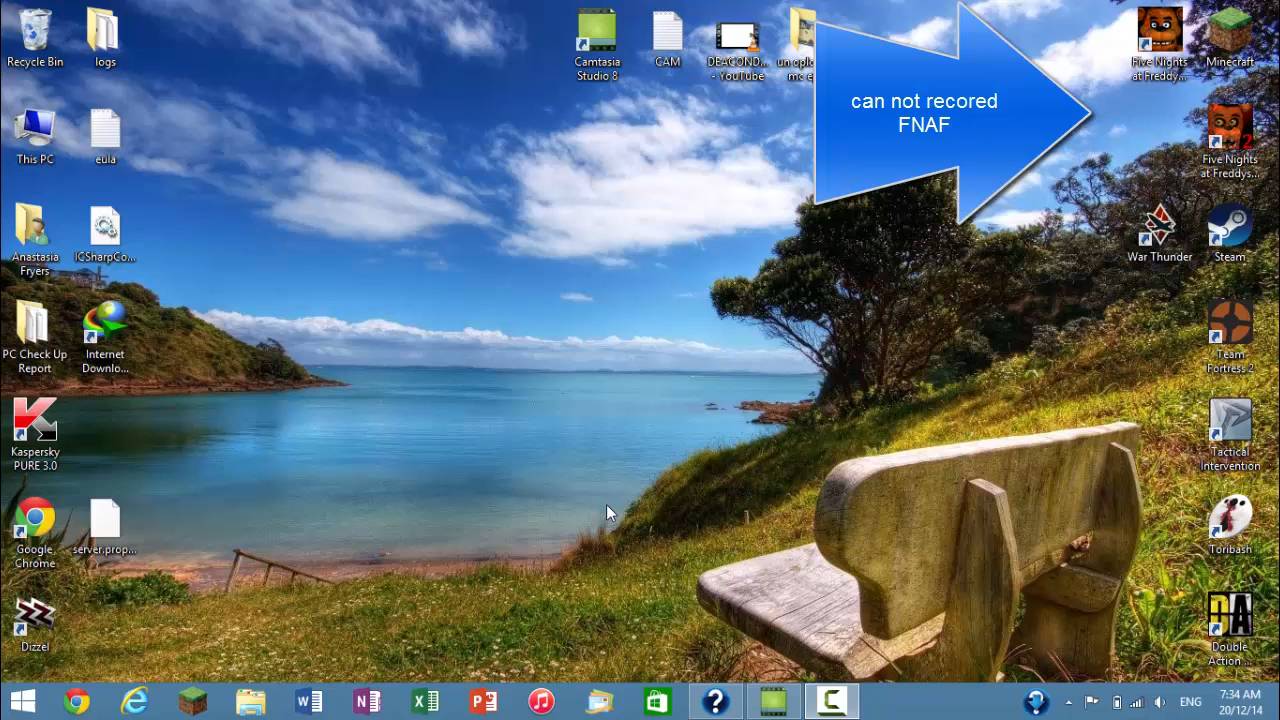 Recycle Bin
logs
Camtasia
Studio 8
CAM
DEACOND...
- YouTube
Five Nights
at Freddy...
Minecraft
can not recored
FNAF
This PC
eula
2
Five Nights
at Freddys...
Anastasia
Fryers
ICSharpCo...
War Thunder
Steam
PC Check Up
Report
Internet
Downlo...
Team
Fortress 2
Kaspersky
PURE 3.0
Tactical
Intervention
Google
Chrome
server.prop...
Toribash
Dizzel
DA
Double
Action ...
ENG
7:34 AM
20/12/14